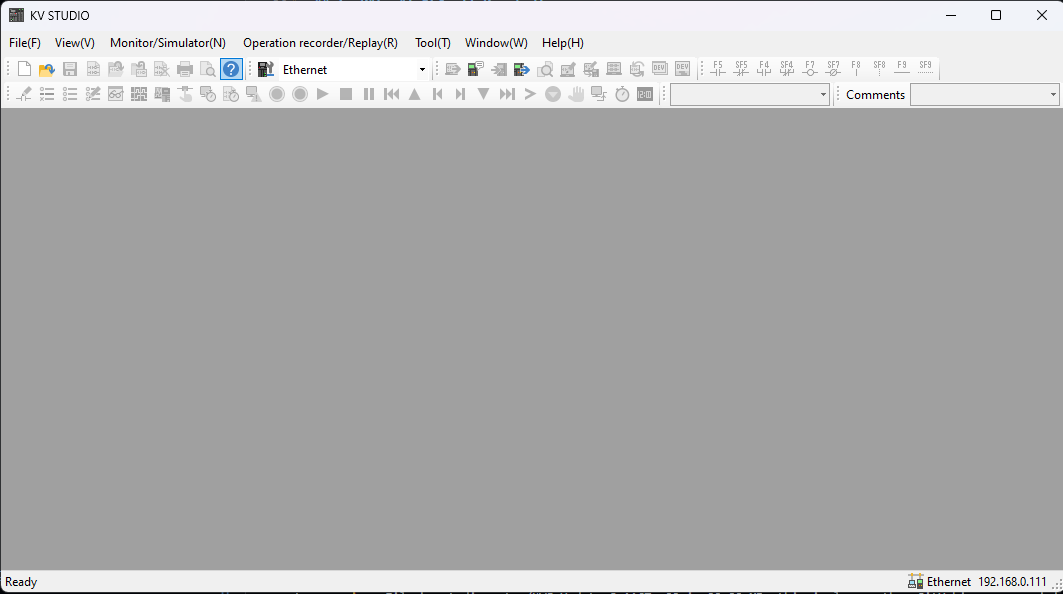 KV STUDIO
File(F) View(V) Monitor/Simulator(N) Operation recorder/Replay(R) Tool(T) Window(W) Help(H)
Ethernet F5 SF5 F4 SF4 F7 SF7 F8 SF8 F9 SF9
Comments
Ready Ethernet 192.168.0.111